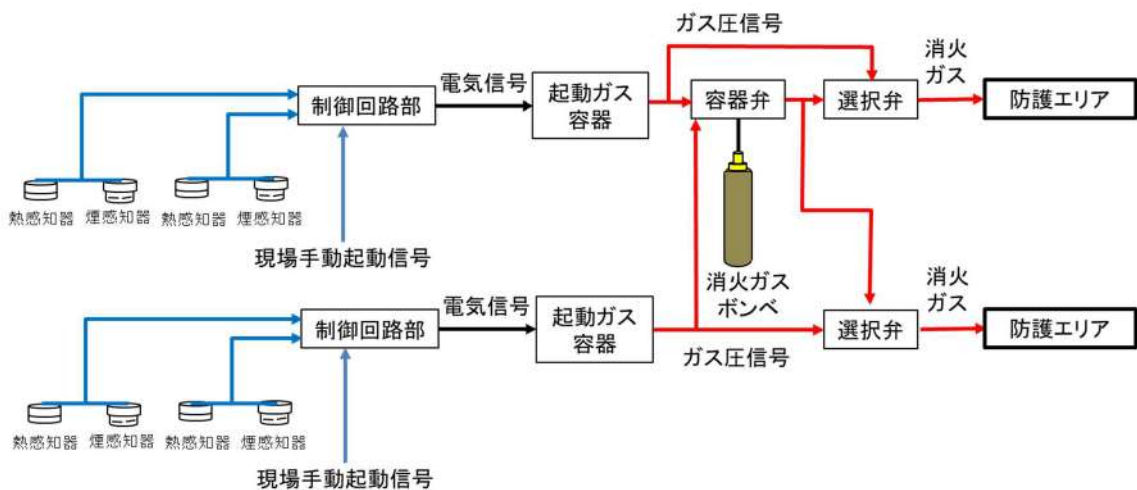 ガス圧信号
消火
ガス
電気信号
制御回路部
起動ガス
容器
容器弁
選択弁
防護エリア
熱感知器
煙感知器
熱感知器
煙感知器
現場手動起動信号
消火ガス
ボンベ
消火
ガス
電気信号
制御回路部
起動ガス
容器
ガス圧信号
選択弁
防護エリア
熱感知器
煙感知器
熱感知器
煙感知器
現場手動起動信号